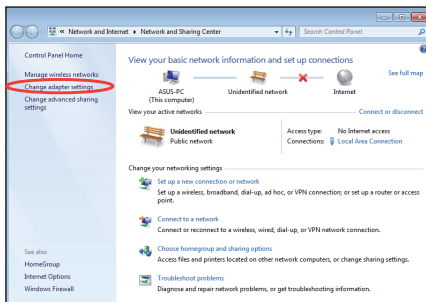 « Network and Internet ▸ Network and Sharing Center
Search Control Panel
Control Panel Home
Manage wireless networks
Change adapter settings
Change advanced sharing
settings
See also
HomeGroup
Internet Options
Windows Firewall
View your basic network information and set up connections
See full map
ASUS-PC
(This computer)
Unidentified network
Internet
View your active networks
Connect or disconnect
Unidentified network
Public network
Access type: No Internet access
Connections: Local Area Connection
Change your networking settings
Set up a new connection or network
Set up a wireless, broadband, dial-up, ad hoc, or VPN connection; or set up a router or access
point.
Connect to a network
Connect or reconnect to a wireless, wired, dial-up, or VPN network connection.
Choose homegroup and sharing options
Access files and printers located on other network computers, or change sharing settings.
Troubleshoot problems
Diagnose and repair network problems, or get troubleshooting information.